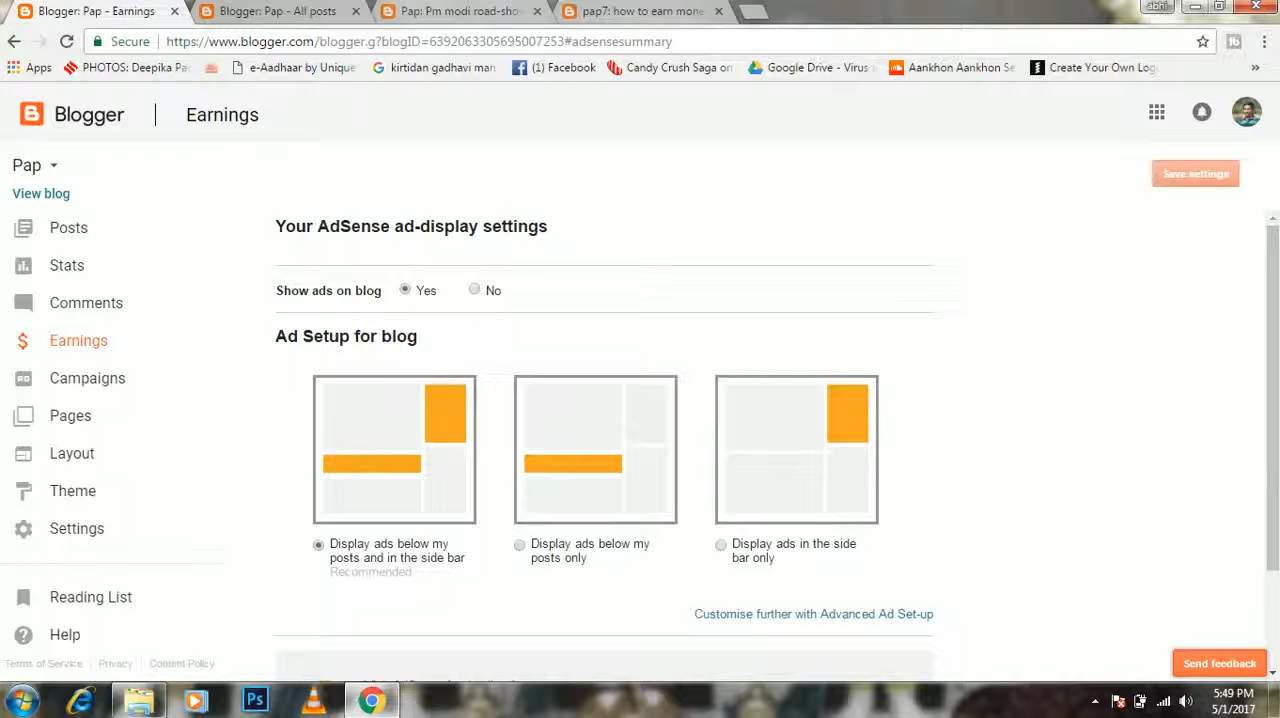 Blogger: Pap - Earnings
Blogger: Pap - All posts
Pap: Pm modi road-sho
pap7: how to earn mone
abhi
Secure
https://www.blogger.com/blogger.g?blogID=6392063305695007253#adsensesummary
Apps
PHOTOS: Deepika Pa
e-Aadhaar by Unique
kirtidan gadhavi man
(1) Facebook
Candy Crush Saga on
Google Drive - Virus s
Aankhon Aankhon Se
Create Your Own Log
»
Blogger
Earnings
Pap
View blog
Save settings
Posts
Stats
Comments
Earnings
Campaigns
Pages
Layout
Theme
Settings
Reading List
Help
Terms of Service
Privacy
Content Policy
Your AdSense ad-display settings
Show ads on blog
Yes
No
Ad Setup for blog
Display ads below my
posts and in the side bar
Recommended
Display ads below my
posts only
Display ads in the side
bar only
Customise further with Advanced Ad Set-up
Send feedback
Ps
5:49 PM
5/1/2017